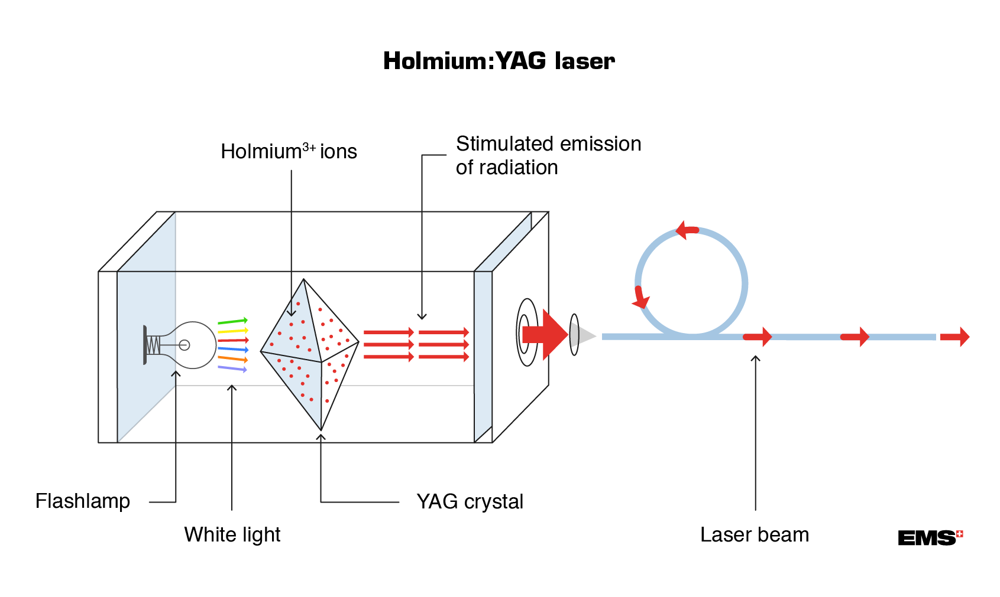 Holmium:YAG laser
Stimulated emission
of radiation
Holmium³⁺ ions
Flashlamp
YAG crystal
White light
Laser beam
EMS